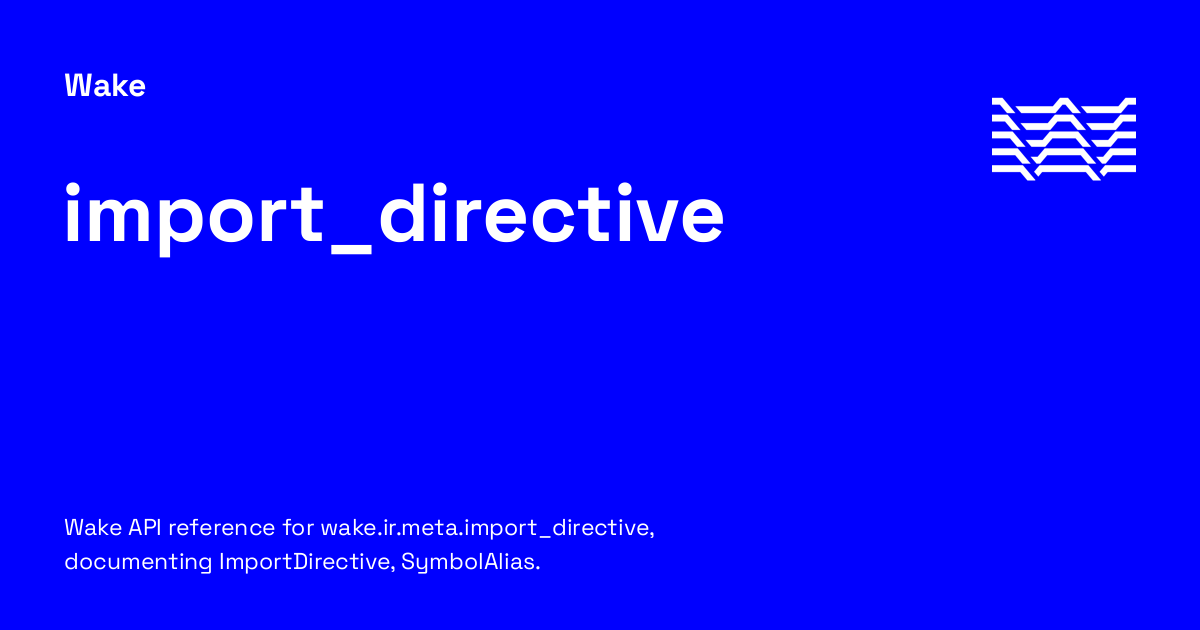 Wake
import_directive
Wake API reference for wake.ir.meta.import_directive,
documenting ImportDirective, SymbolAlias.